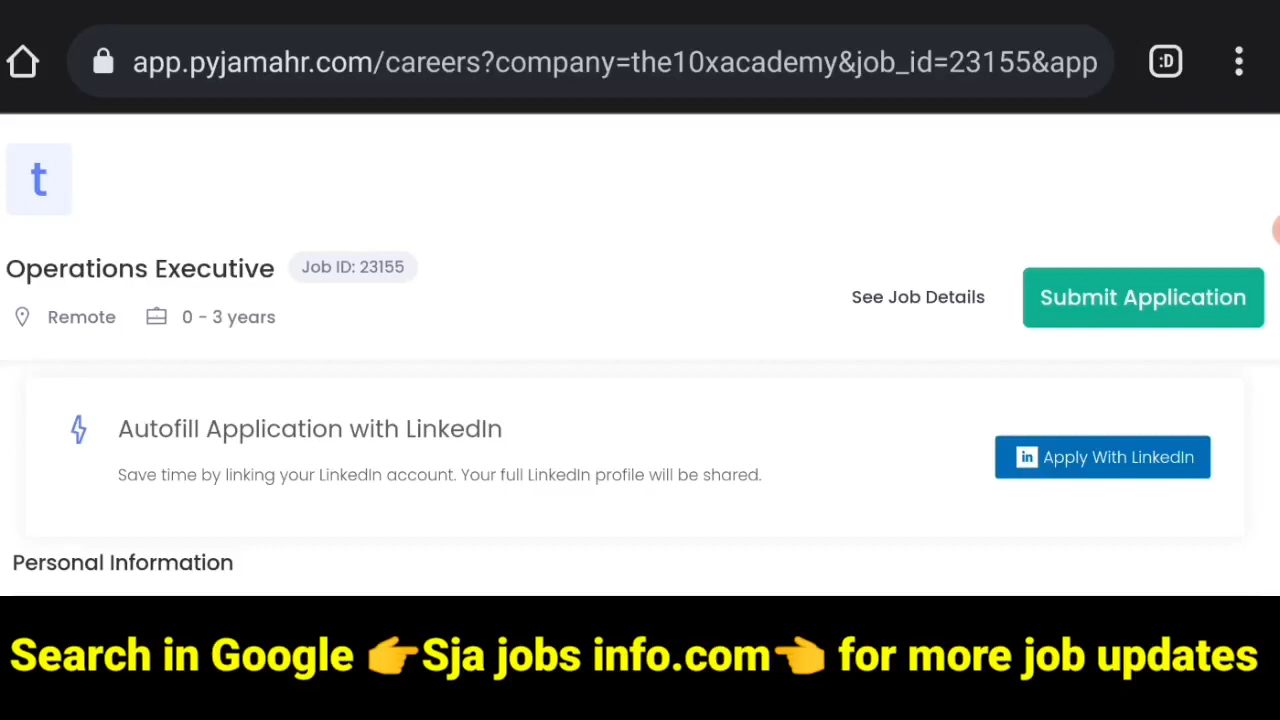 app.pyjamahr.com/careers?company=the10xacademy&job_id=23155&app
:D
t
Operations Executive Job ID: 23155
Remote 0 - 3 years
See Job Details
Submit Application
Autofill Application with LinkedIn
Save time by linking your LinkedIn account. Your full LinkedIn profile will be shared.
in Apply With LinkedIn
Personal Information
Search in Google 👉Sja jobs info.com👈 for more job updates